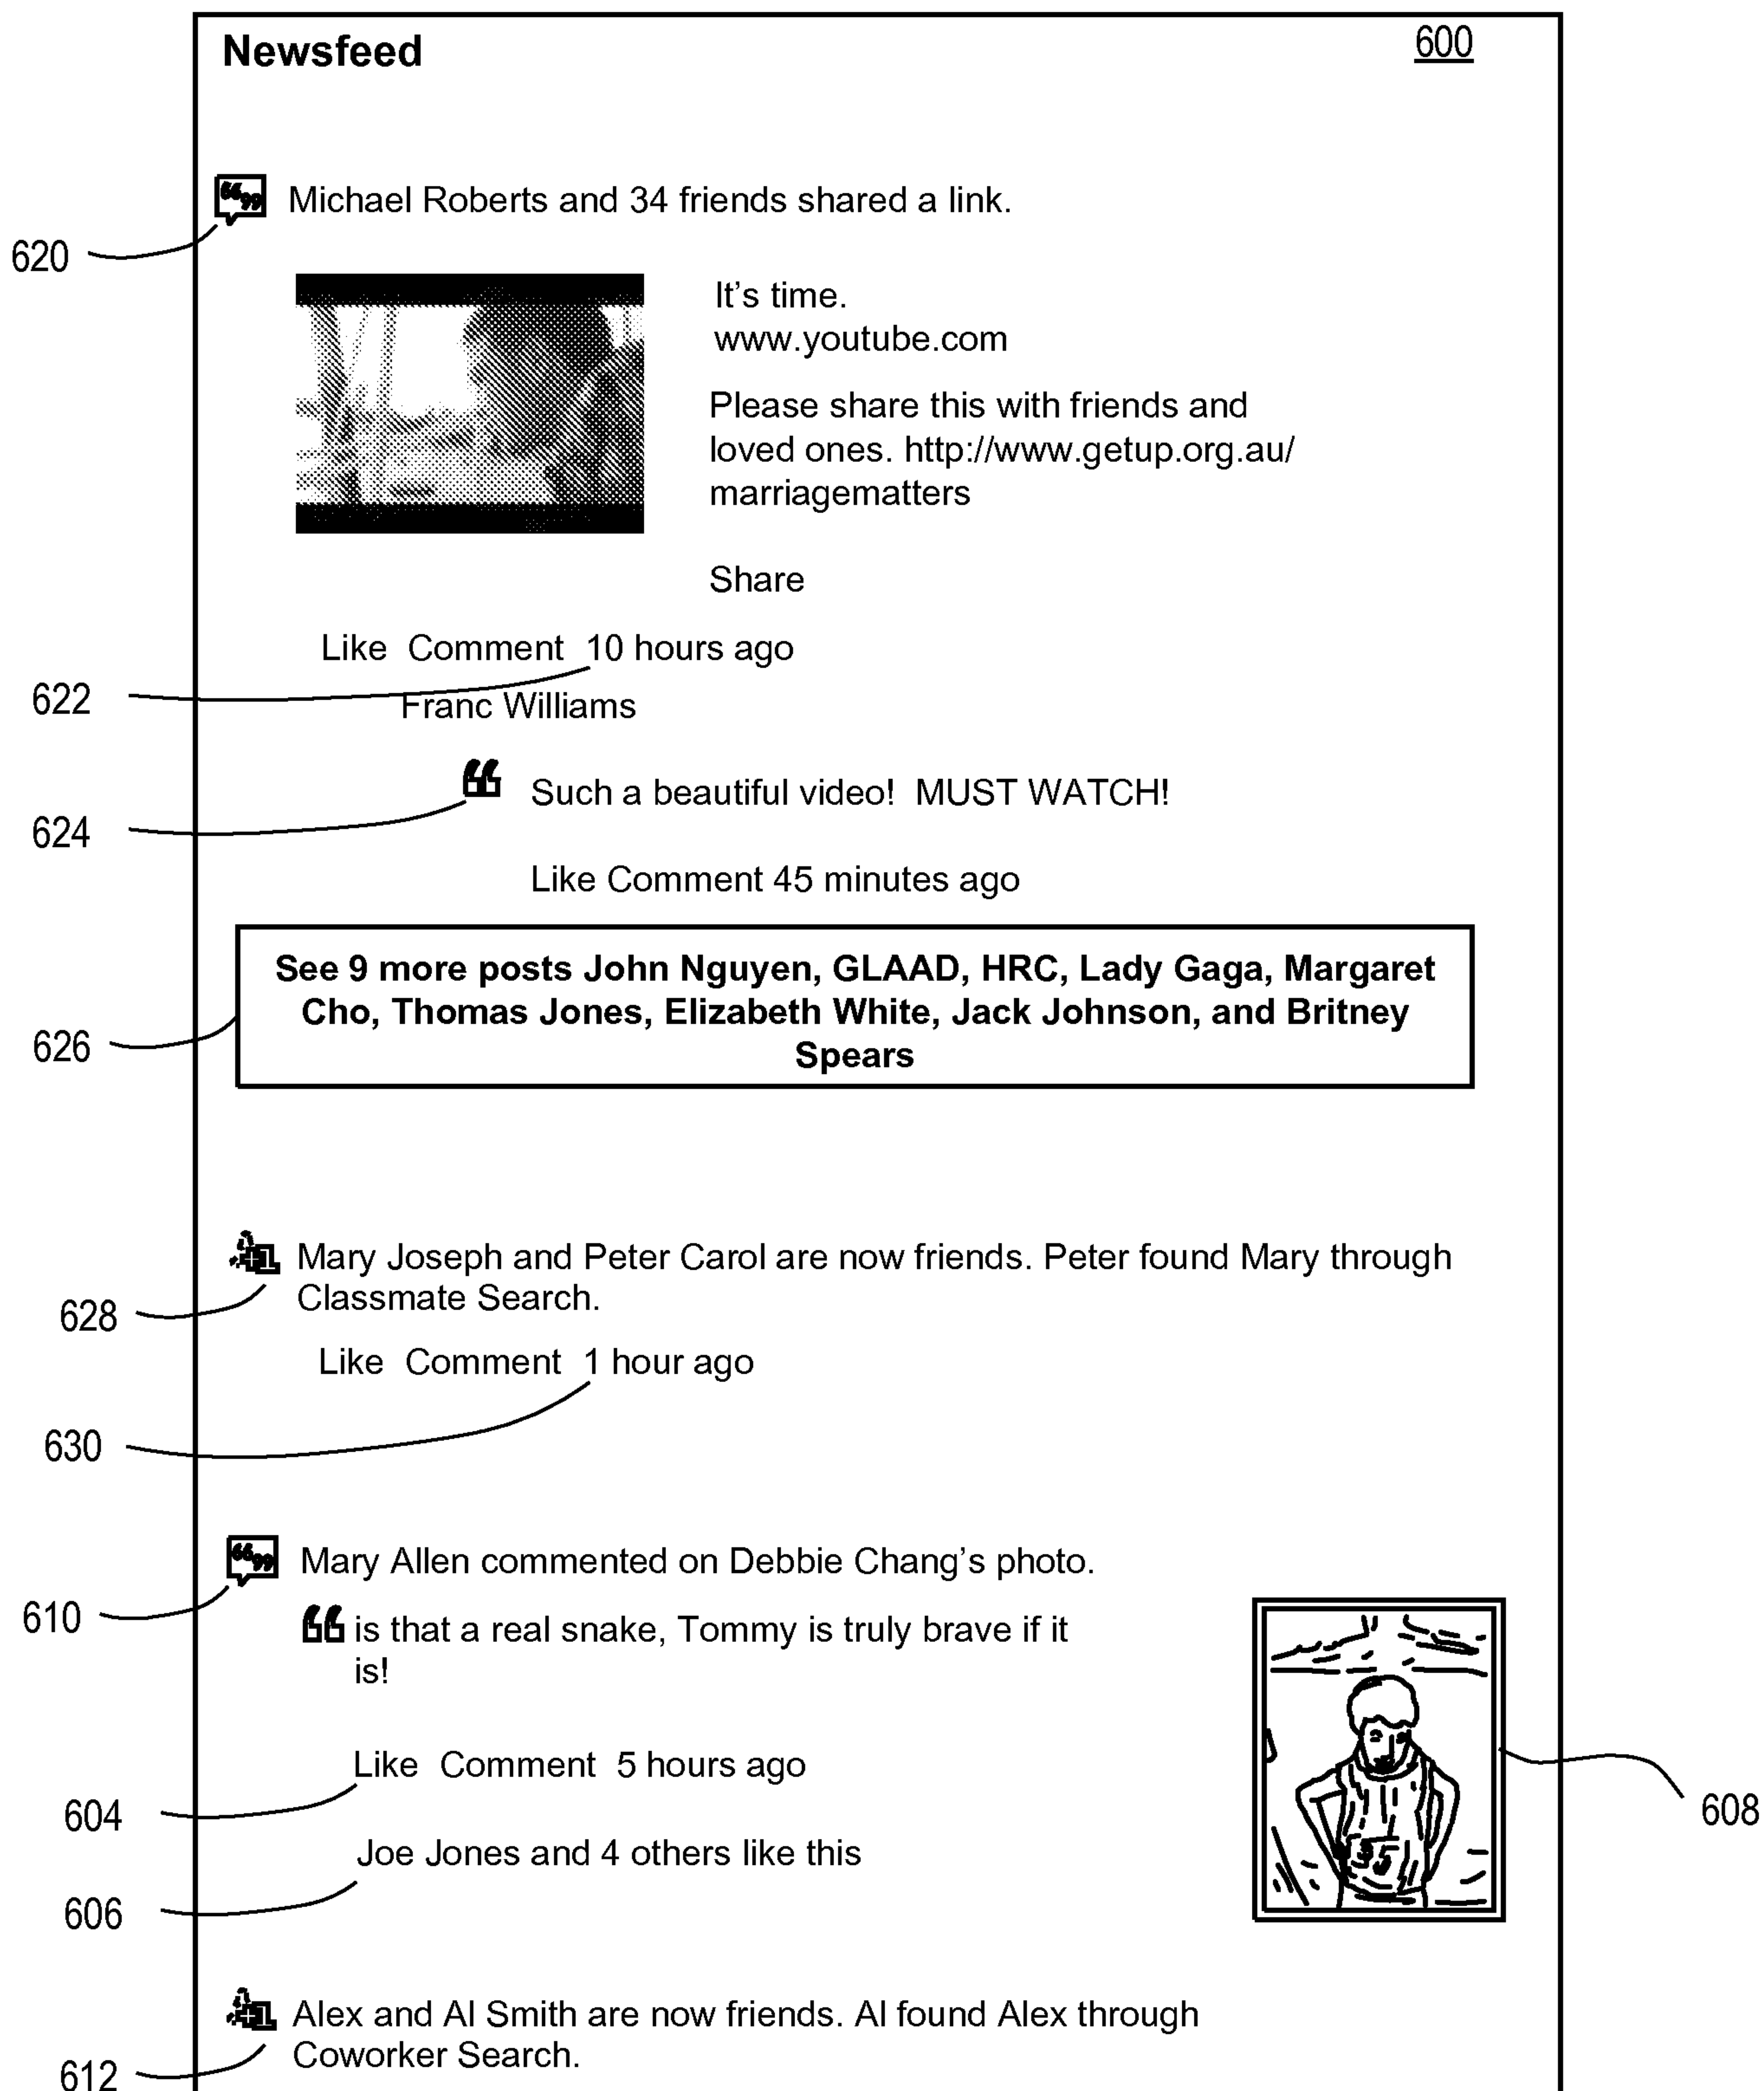 Newsfeed
600
Michael Roberts and 34 friends shared a link.
620
It's time.
www.youtube.com
Please share this with friends and
loved ones. http://www.getup.org.au/
marriagematters
Share
Like Comment 10 hours ago
622
Franc Williams
❝ Such a beautiful video! MUST WATCH!
624
Like Comment 45 minutes ago
See 9 more posts John Nguyen, GLAAD, HRC, Lady Gaga, Margaret
Cho, Thomas Jones, Elizabeth White, Jack Johnson, and Britney
Spears
626
+1 Mary Joseph and Peter Carol are now friends. Peter found Mary through
Classmate Search.
628
Like Comment 1 hour ago
630
Mary Allen commented on Debbie Chang's photo.
610
❝ is that a real snake, Tommy is truly brave if it
is!
Like Comment 5 hours ago
604
608
Joe Jones and 4 others like this
35
606
+1 Alex and Al Smith are now friends. Al found Alex through
Coworker Search.
612